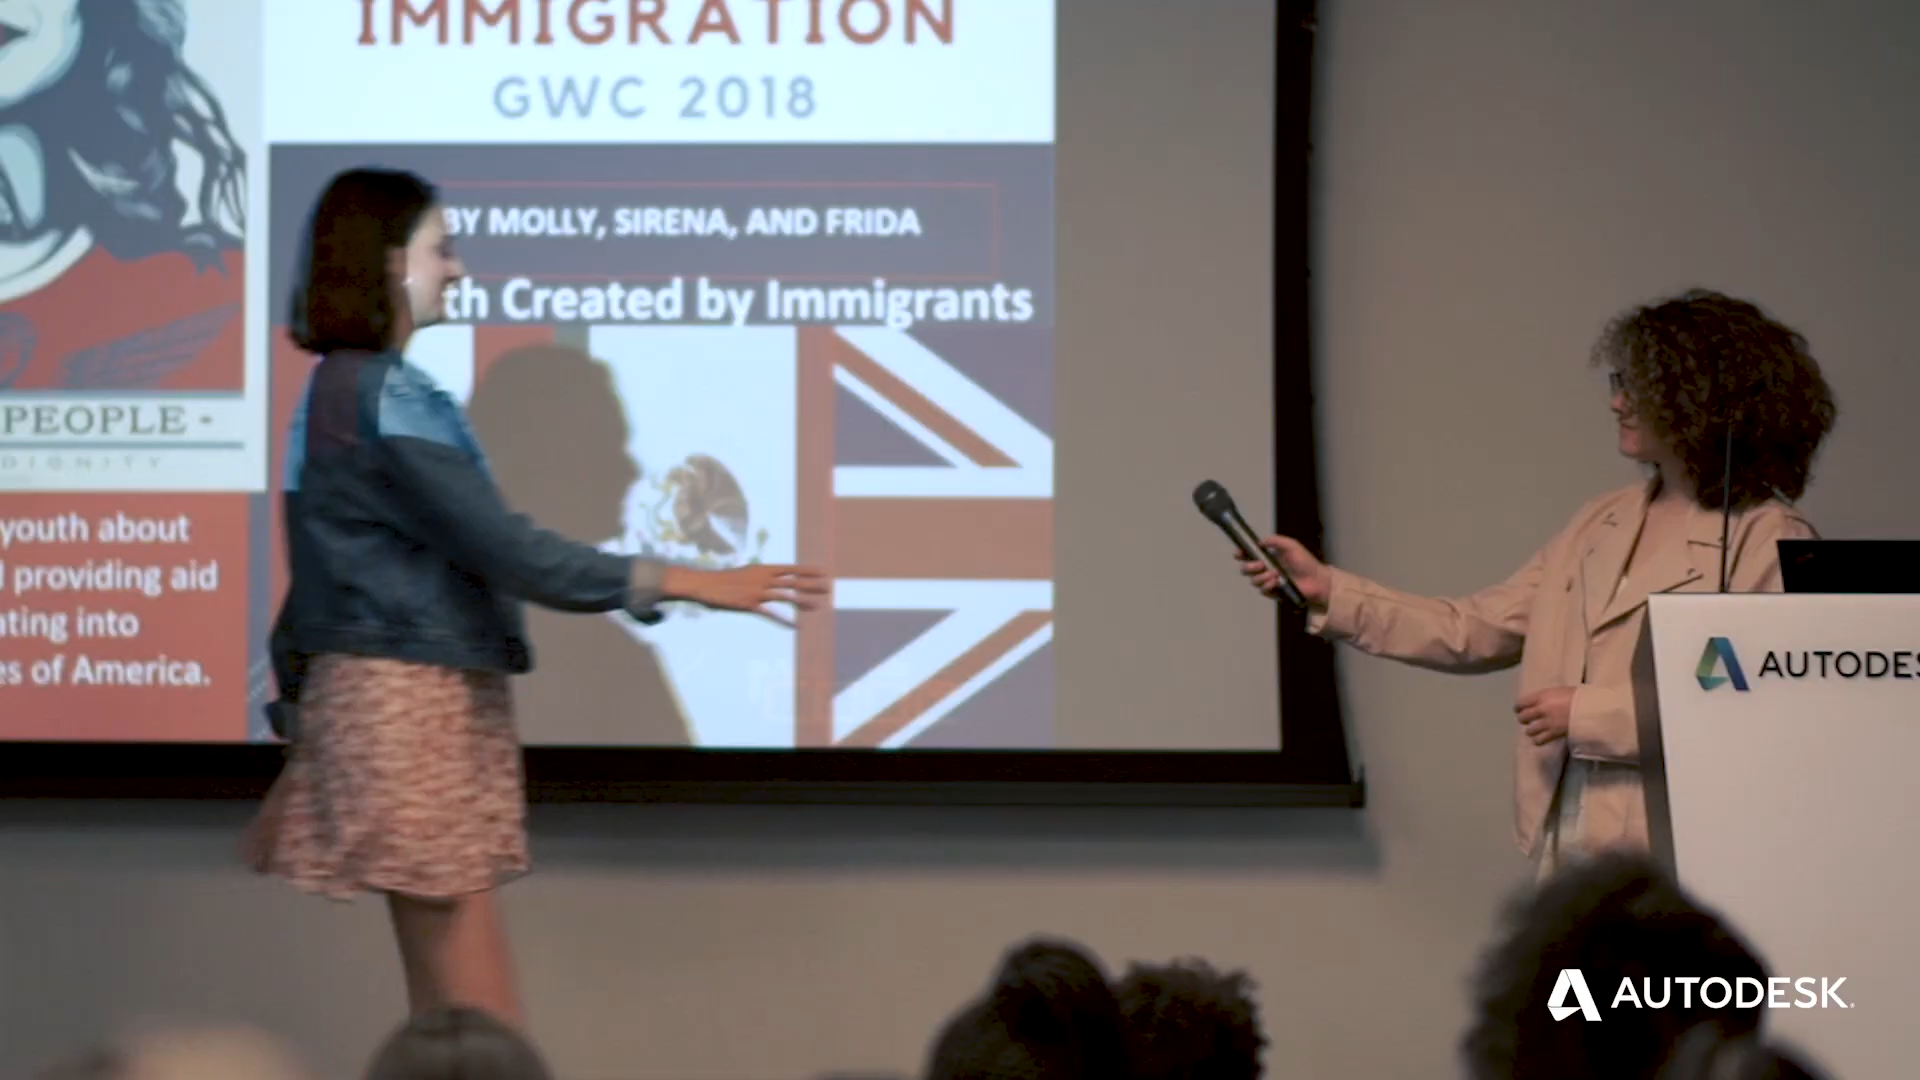 IMMIGRATION
GWC 2018
BY MOLLY, SIRENA, AND FRIDA
th Created by Immigrants
PEOPLE -
DIGNITY
youth about
providing aid
ating into
es of America.
AUTODES
AUTODESK